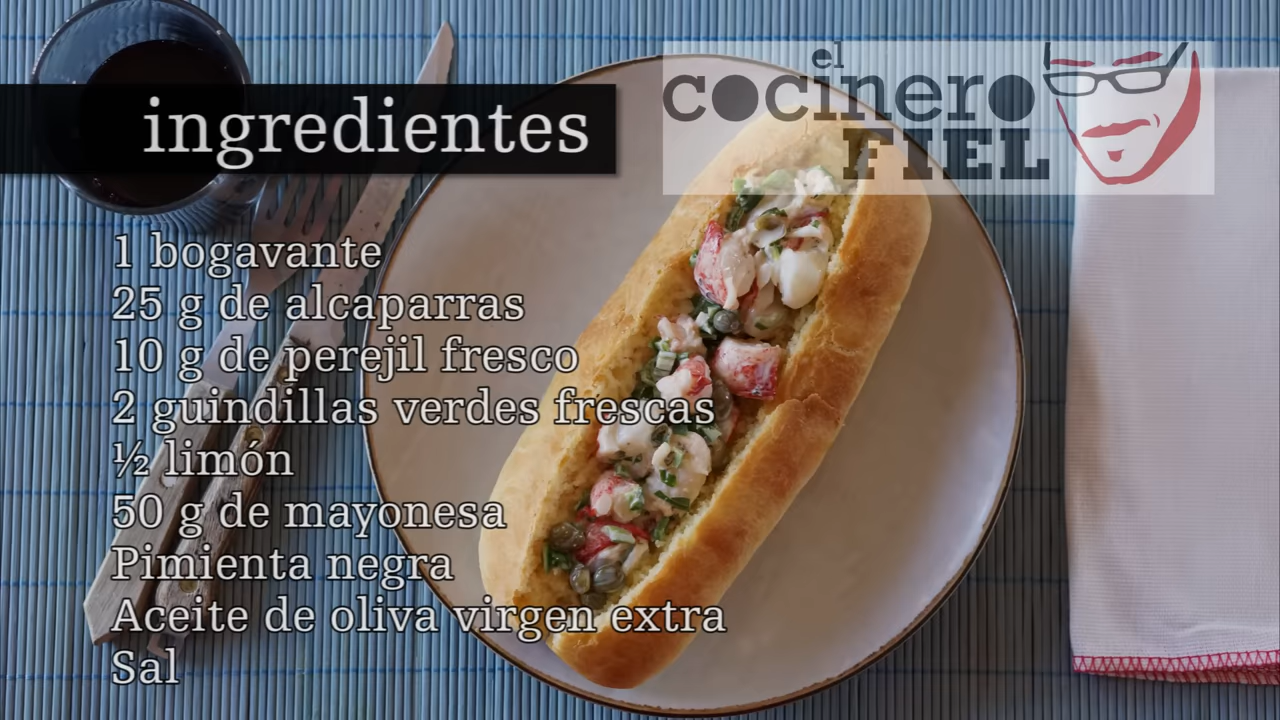 el
cocinero
FIEL
ingredientes
1 bogavante
25 g de alcaparras
10 g de perejil fresco
2 guindillas verdes frescas
½ limón
50 g de mayonesa
Pimienta negra
Aceite de oliva virgen extra
Sal